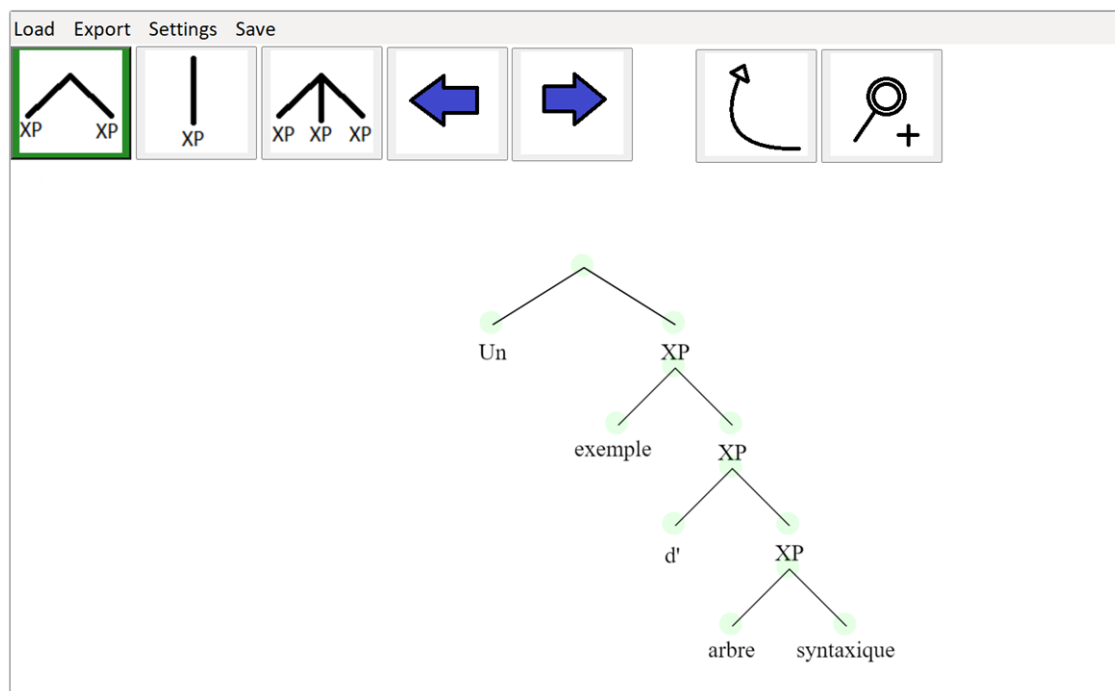 Load Export Settings Save
XP XP
XP
XP XP XP
Un XP
exemple XP
d' XP
arbre syntaxique